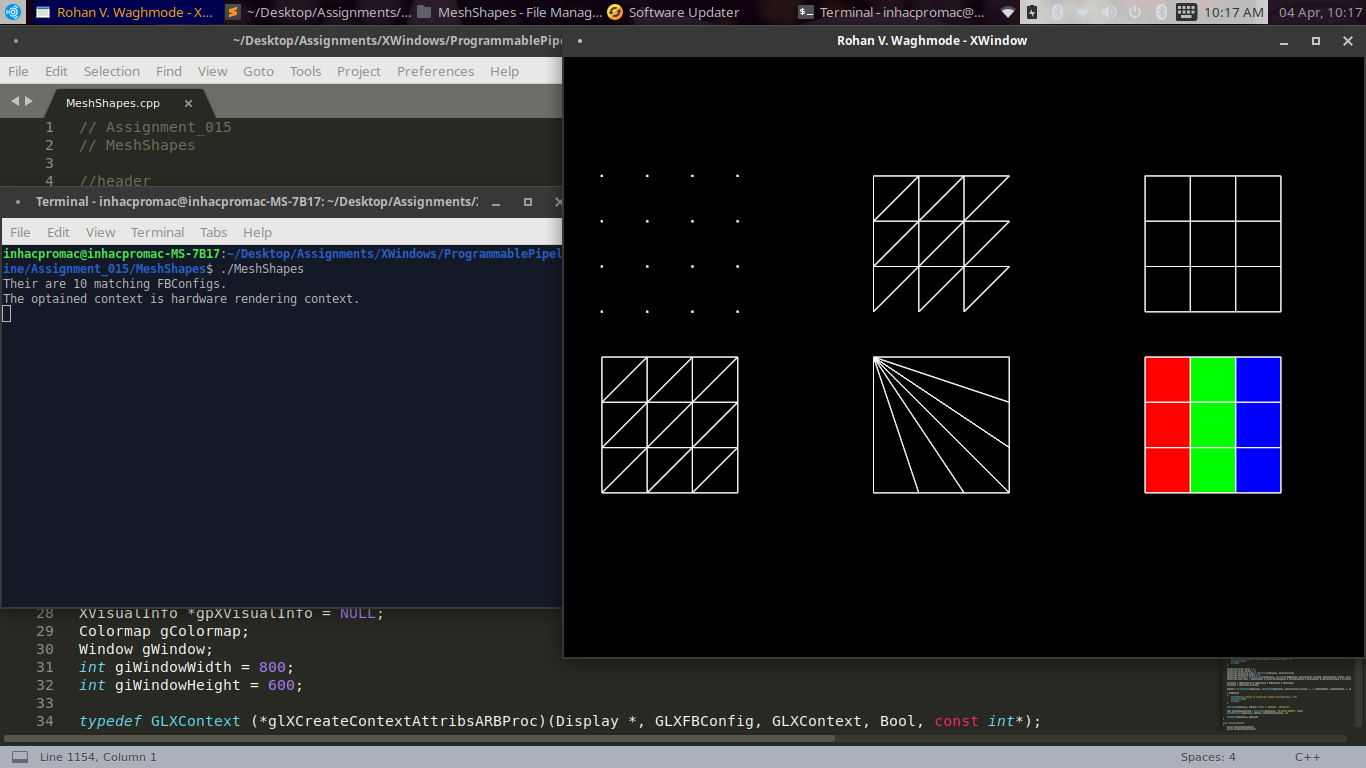 Rohan V. Waghmode - X...
~/Desktop/Assignments/...
MeshShapes - File Manag...
Software Updater
Terminal - inhacpromac@...
10:17 AM
04 Apr, 10:17
~/Desktop/Assignments/XWindows/ProgrammablePipe
File Edit Selection Find View Goto Tools Project Preferences Help
MeshShapes.cpp
1 // Assignment_015
2 // MeshShapes
3
4 //header
Terminal - inhacpromac@inhacpromac-MS-7B17: ~/Desktop/Assignments/
File Edit View Terminal Tabs Help
inhacpromac@inhacpromac-MS-7B17:~/Desktop/Assignments/XWindows/ProgrammablePipel
ine/Assignment_015/MeshShapes$ ./MeshShapes
Their are 10 matching FBConfigs.
The optained context is hardware rendering context.
Rohan V. Waghmode - XWindow
28 XVisualInfo *gpXVisualInfo = NULL;
29 Colormap gColormap;
30 Window gWindow;
31 int giWindowWidth = 800;
32 int giWindowHeight = 600;
33
34 typedef GLXContext (*glXCreateContextAttribsARBProc)(Display *, GLXFBConfig, GLXContext, Bool, const int*);
Line 1154, Column 1
Spaces: 4
C++